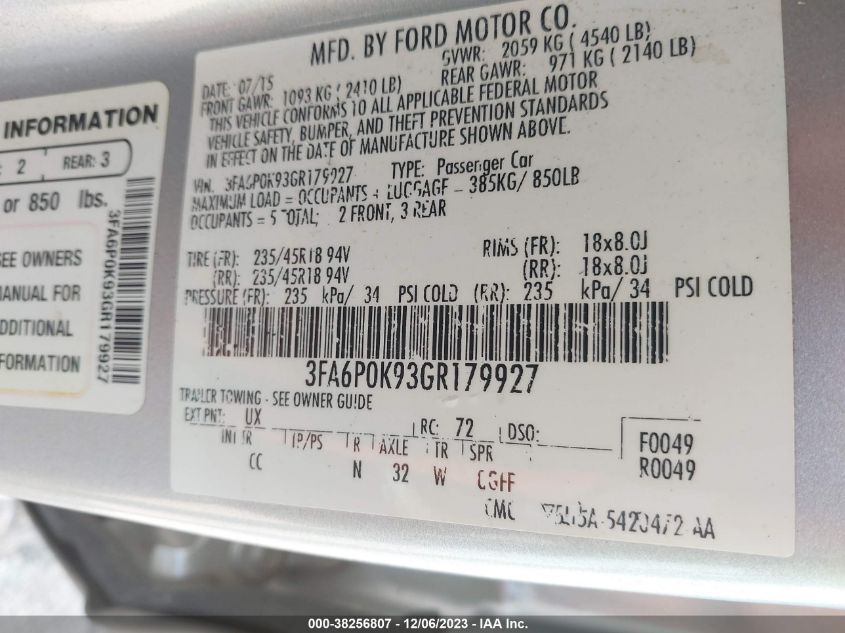 INFORMATION
2 REAR: 3
or 850 lbs.
SEE OWNERS
MANUAL FOR
ADDITIONAL
INFORMATION
3FA6P0K93GR179927
MFD. BY FORD MOTOR CO.
DATE: 07/15 GVWR: 2059 KG ( 4540 LB)
FRONT GAWR: 1093 KG ( 2410 LB) REAR GAWR: 971 KG ( 2140 LB)
THIS VEHICLE CONFORMS TO ALL APPLICABLE FEDERAL MOTOR
VEHICLE SAFETY, BUMPER, AND THEFT PREVENTION STANDARDS
IN EFFECT ON THE DATE OF MANUFACTURE SHOWN ABOVE.
VIN: 3FA6P0K93GR179927 TYPE: Passenger Car
MAXIMUM LOAD = OCCUPANTS + LUGGAGE = 385KG/ 850LB
OCCUPANTS = 5 TOTAL; 2 FRONT, 3 REAR
TIRE (FR): 235/45R18 94V RIMS (FR): 18x8.0J
(RR): 235/45R18 94V (RR): 18x8.0J
PRESSURE (FR): 235 kPa/ 34 PSI COLD (RR): 235 kPa/ 34 PSI COLD
3FA6P0K93GR179927
TRAILER TOWING - SEE OWNER GUIDE
EXT PNT: UX RC: 72 DSO: F0049
INT TR TP/PS R AXLE TR SPR R0049
CC N 32 W
000-38256807 - 12/06/2023 - IAA Inc.